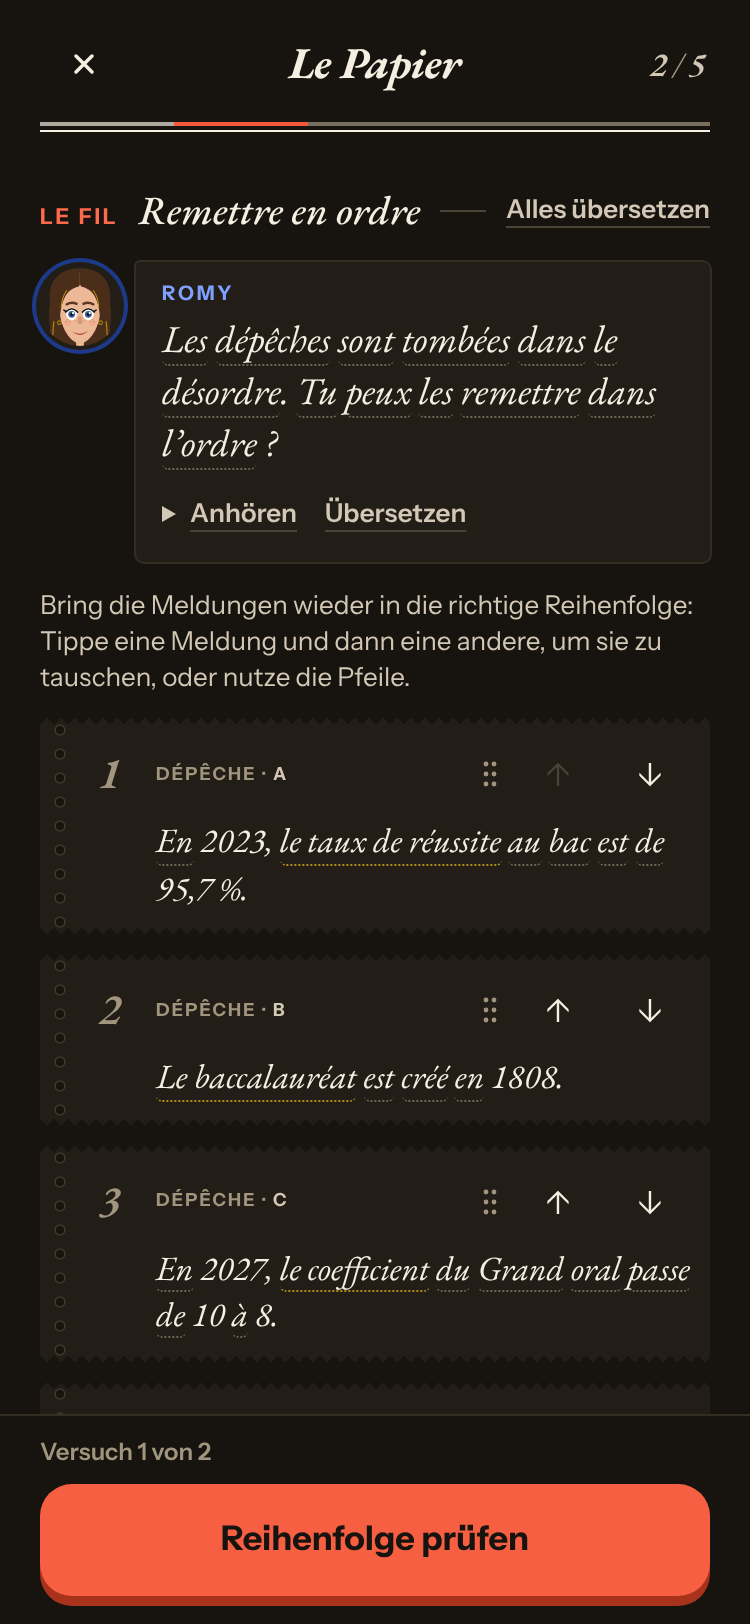 Le Papier
2 / 5
LE FIL Remettre en ordre Alles übersetzen
ROMY
Les dépêches sont tombées dans le
désordre. Tu peux les remettre dans
l’ordre ?
Anhören Übersetzen
Bring die Meldungen wieder in die richtige Reihenfolge:
Tippe eine Meldung und dann eine andere, um sie zu
tauschen, oder nutze die Pfeile.
1 DÉPÊCHE · A
En 2023, le taux de réussite au bac est de
95,7 %.
2 DÉPÊCHE · B
Le baccalauréat est créé en 1808.
3 DÉPÊCHE · C
En 2027, le coefficient du Grand oral passe
de 10 à 8.
Versuch 1 von 2
Reihenfolge prüfen